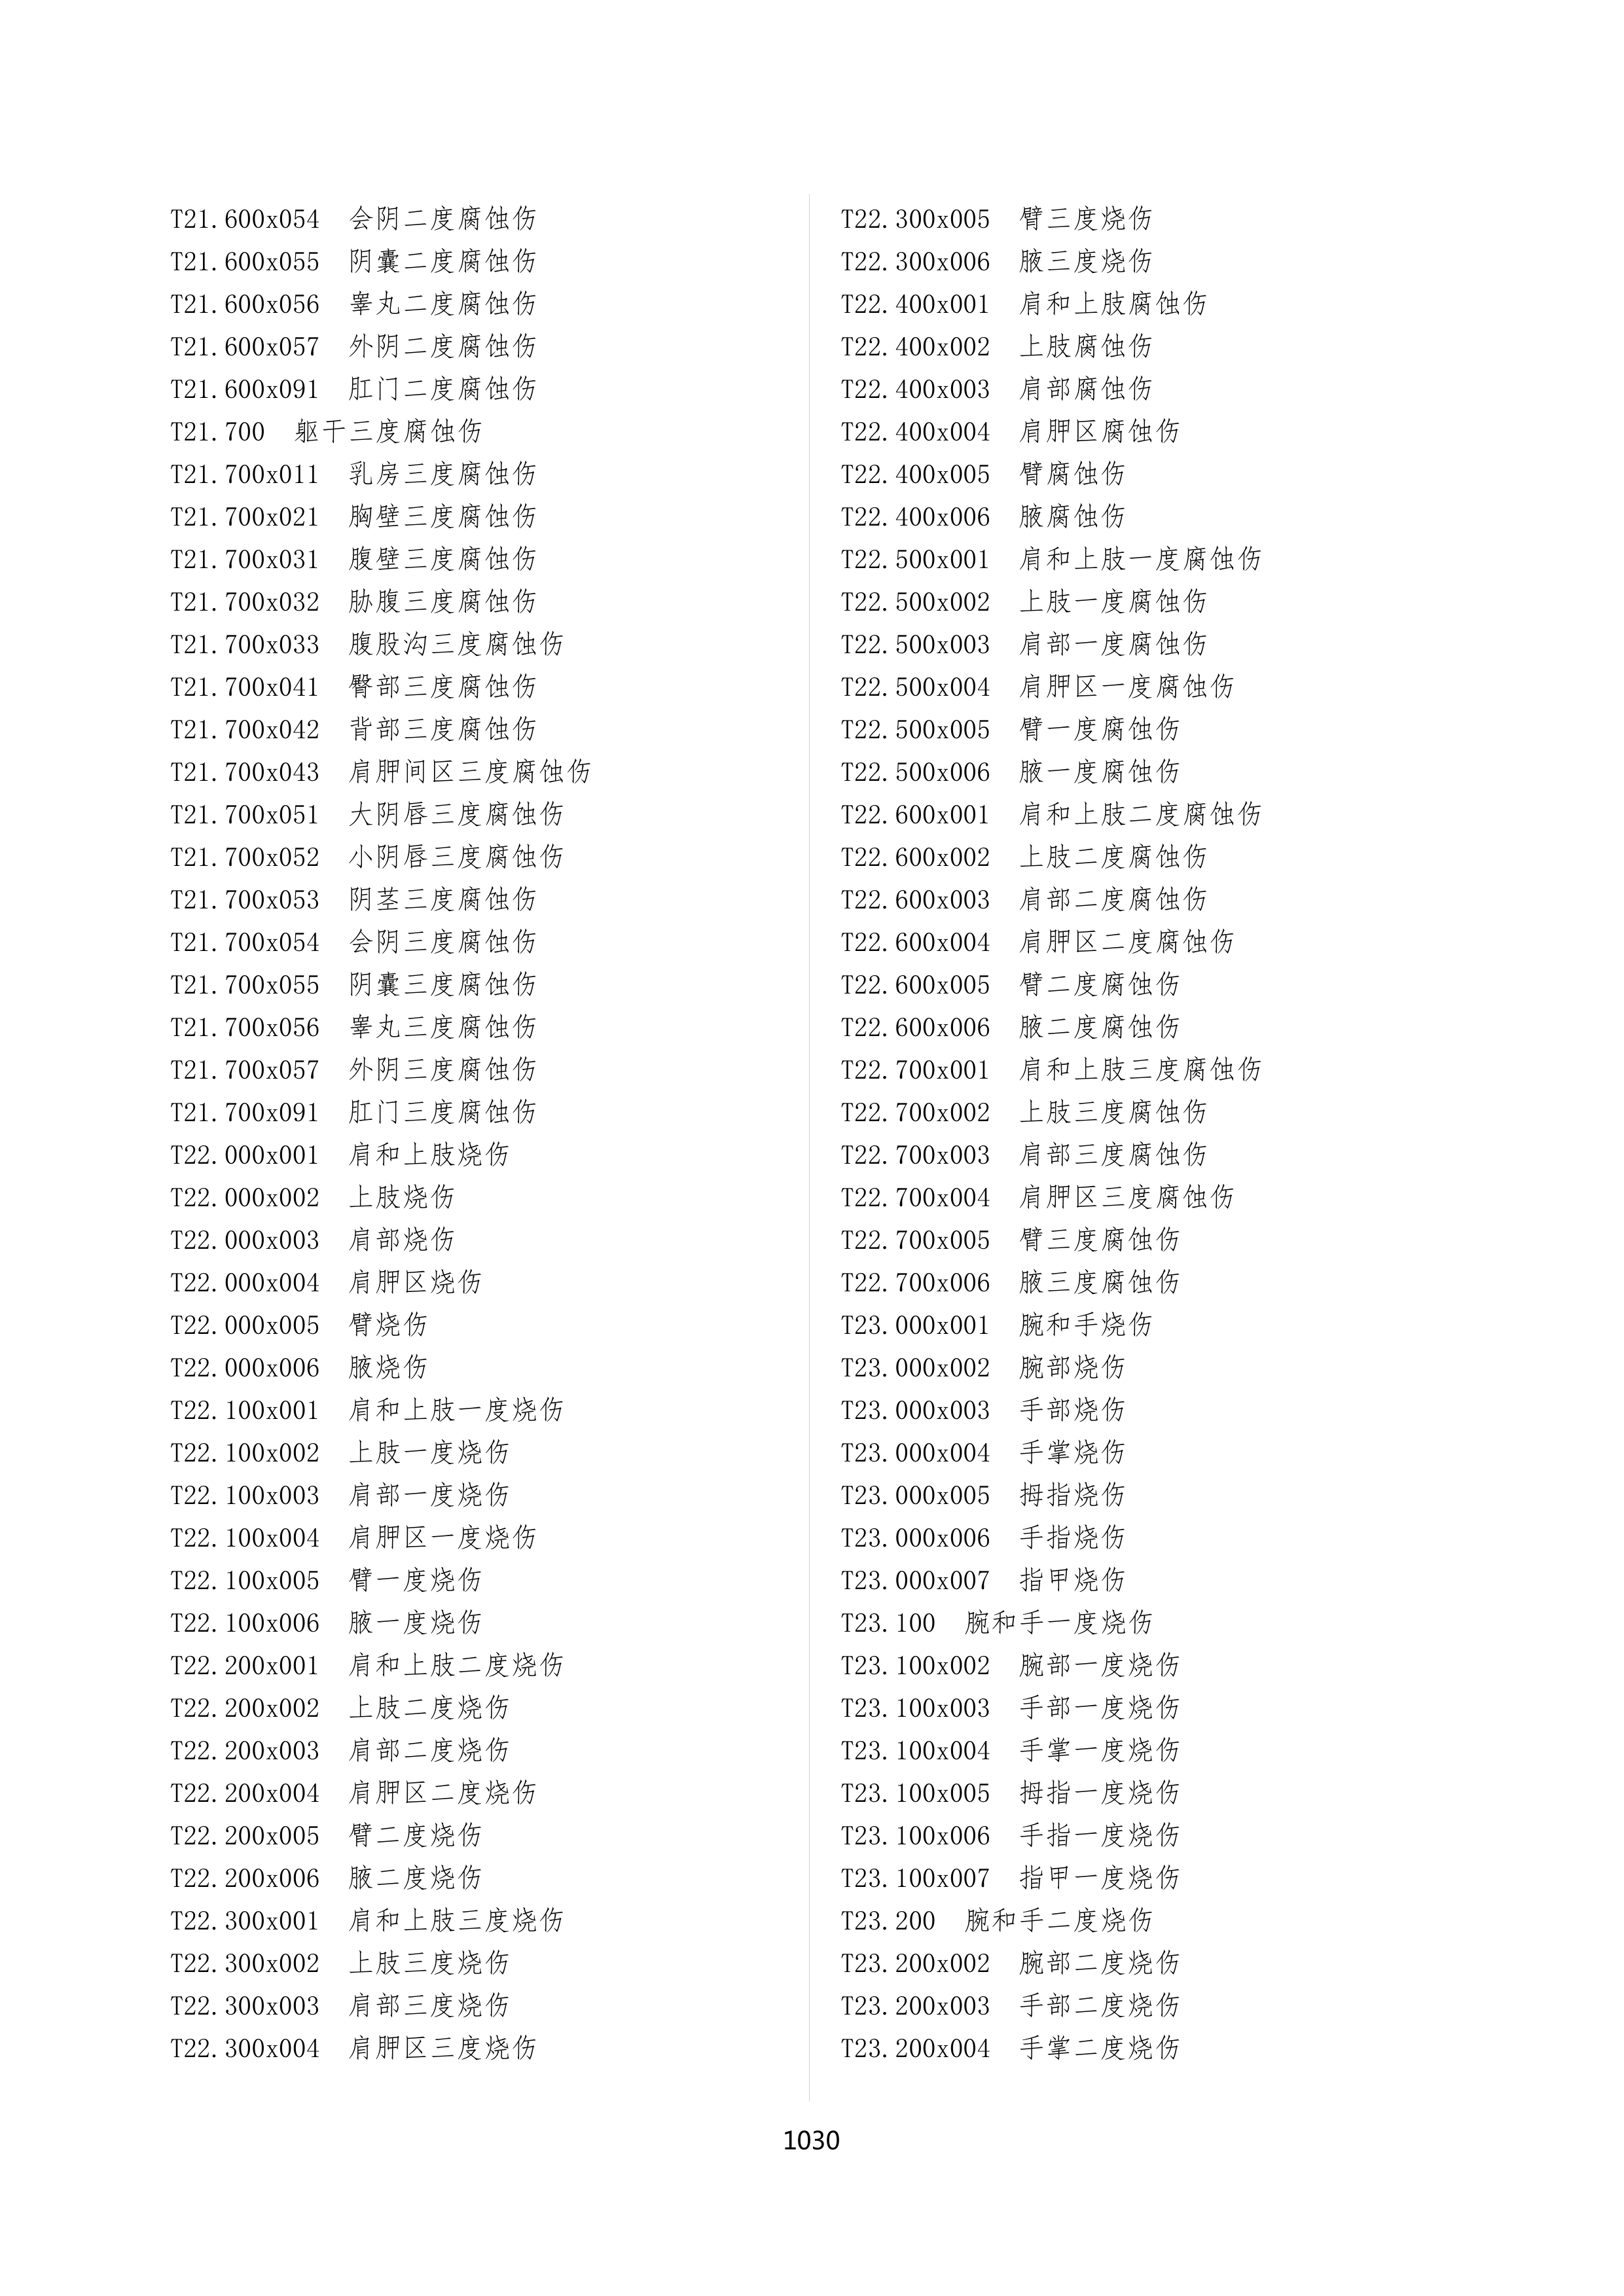 T21.600x054 会阴二度腐蚀伤
T21.600x055 阴囊二度腐蚀伤
T21.600x056 睾丸二度腐蚀伤
T21.600x057 外阴二度腐蚀伤
T21.600x091 肛门二度腐蚀伤
T21.700 躯干三度腐蚀伤
T21.700x011 乳房三度腐蚀伤
T21.700x021 胸壁三度腐蚀伤
T21.700x031 腹壁三度腐蚀伤
T21.700x032 胁腹三度腐蚀伤
T21.700x033 腹股沟三度腐蚀伤
T21.700x041 臀部三度腐蚀伤
T21.700x042 背部三度腐蚀伤
T21.700x043 肩胛间区三度腐蚀伤
T21.700x051 大阴唇三度腐蚀伤
T21.700x052 小阴唇三度腐蚀伤
T21.700x053 阴茎三度腐蚀伤
T21.700x054 会阴三度腐蚀伤
T21.700x055 阴囊三度腐蚀伤
T21.700x056 睾丸三度腐蚀伤
T21.700x057 外阴三度腐蚀伤
T21.700x091 肛门三度腐蚀伤
T22.000x001 肩和上肢烧伤
T22.000x002 上肢烧伤
T22.000x003 肩部烧伤
T22.000x004 肩胛区烧伤
T22.000x005 臂烧伤
T22.000x006 腋烧伤
T22.100x001 肩和上肢一度烧伤
T22.100x002 上肢一度烧伤
T22.100x003 肩部一度烧伤
T22.100x004 肩胛区一度烧伤
T22.100x005 臂一度烧伤
T22.100x006 腋一度烧伤
T22.200x001 肩和上肢二度烧伤
T22.200x002 上肢二度烧伤
T22.200x003 肩部二度烧伤
T22.200x004 肩胛区二度烧伤
T22.200x005 臂二度烧伤
T22.200x006 腋二度烧伤
T22.300x001 肩和上肢三度烧伤
T22.300x002 上肢三度烧伤
T22.300x003 肩部三度烧伤
T22.300x004 肩胛区三度烧伤
T22.300x005 臂三度烧伤
T22.300x006 腋三度烧伤
T22.400x001 肩和上肢腐蚀伤
T22.400x002 上肢腐蚀伤
T22.400x003 肩部腐蚀伤
T22.400x004 肩胛区腐蚀伤
T22.400x005 臂腐蚀伤
T22.400x006 腋腐蚀伤
T22.500x001 肩和上肢一度腐蚀伤
T22.500x002 上肢一度腐蚀伤
T22.500x003 肩部一度腐蚀伤
T22.500x004 肩胛区一度腐蚀伤
T22.500x005 臂一度腐蚀伤
T22.500x006 腋一度腐蚀伤
T22.600x001 肩和上肢二度腐蚀伤
T22.600x002 上肢二度腐蚀伤
T22.600x003 肩部二度腐蚀伤
T22.600x004 肩胛区二度腐蚀伤
T22.600x005 臂二度腐蚀伤
T22.600x006 腋二度腐蚀伤
T22.700x001 肩和上肢三度腐蚀伤
T22.700x002 上肢三度腐蚀伤
T22.700x003 肩部三度腐蚀伤
T22.700x004 肩胛区三度腐蚀伤
T22.700x005 臂三度腐蚀伤
T22.700x006 腋三度腐蚀伤
T23.000x001 腕和手烧伤
T23.000x002 腕部烧伤
T23.000x003 手部烧伤
T23.000x004 手掌烧伤
T23.000x005 拇指烧伤
T23.000x006 手指烧伤
T23.000x007 指甲烧伤
T23.100 腕和手一度烧伤
T23.100x002 腕部一度烧伤
T23.100x003 手部一度烧伤
T23.100x004 手掌一度烧伤
T23.100x005 拇指一度烧伤
T23.100x006 手指一度烧伤
T23.100x007 指甲一度烧伤
T23.200 腕和手二度烧伤
T23.200x002 腕部二度烧伤
T23.200x003 手部二度烧伤
T23.200x004 手掌二度烧伤
1030